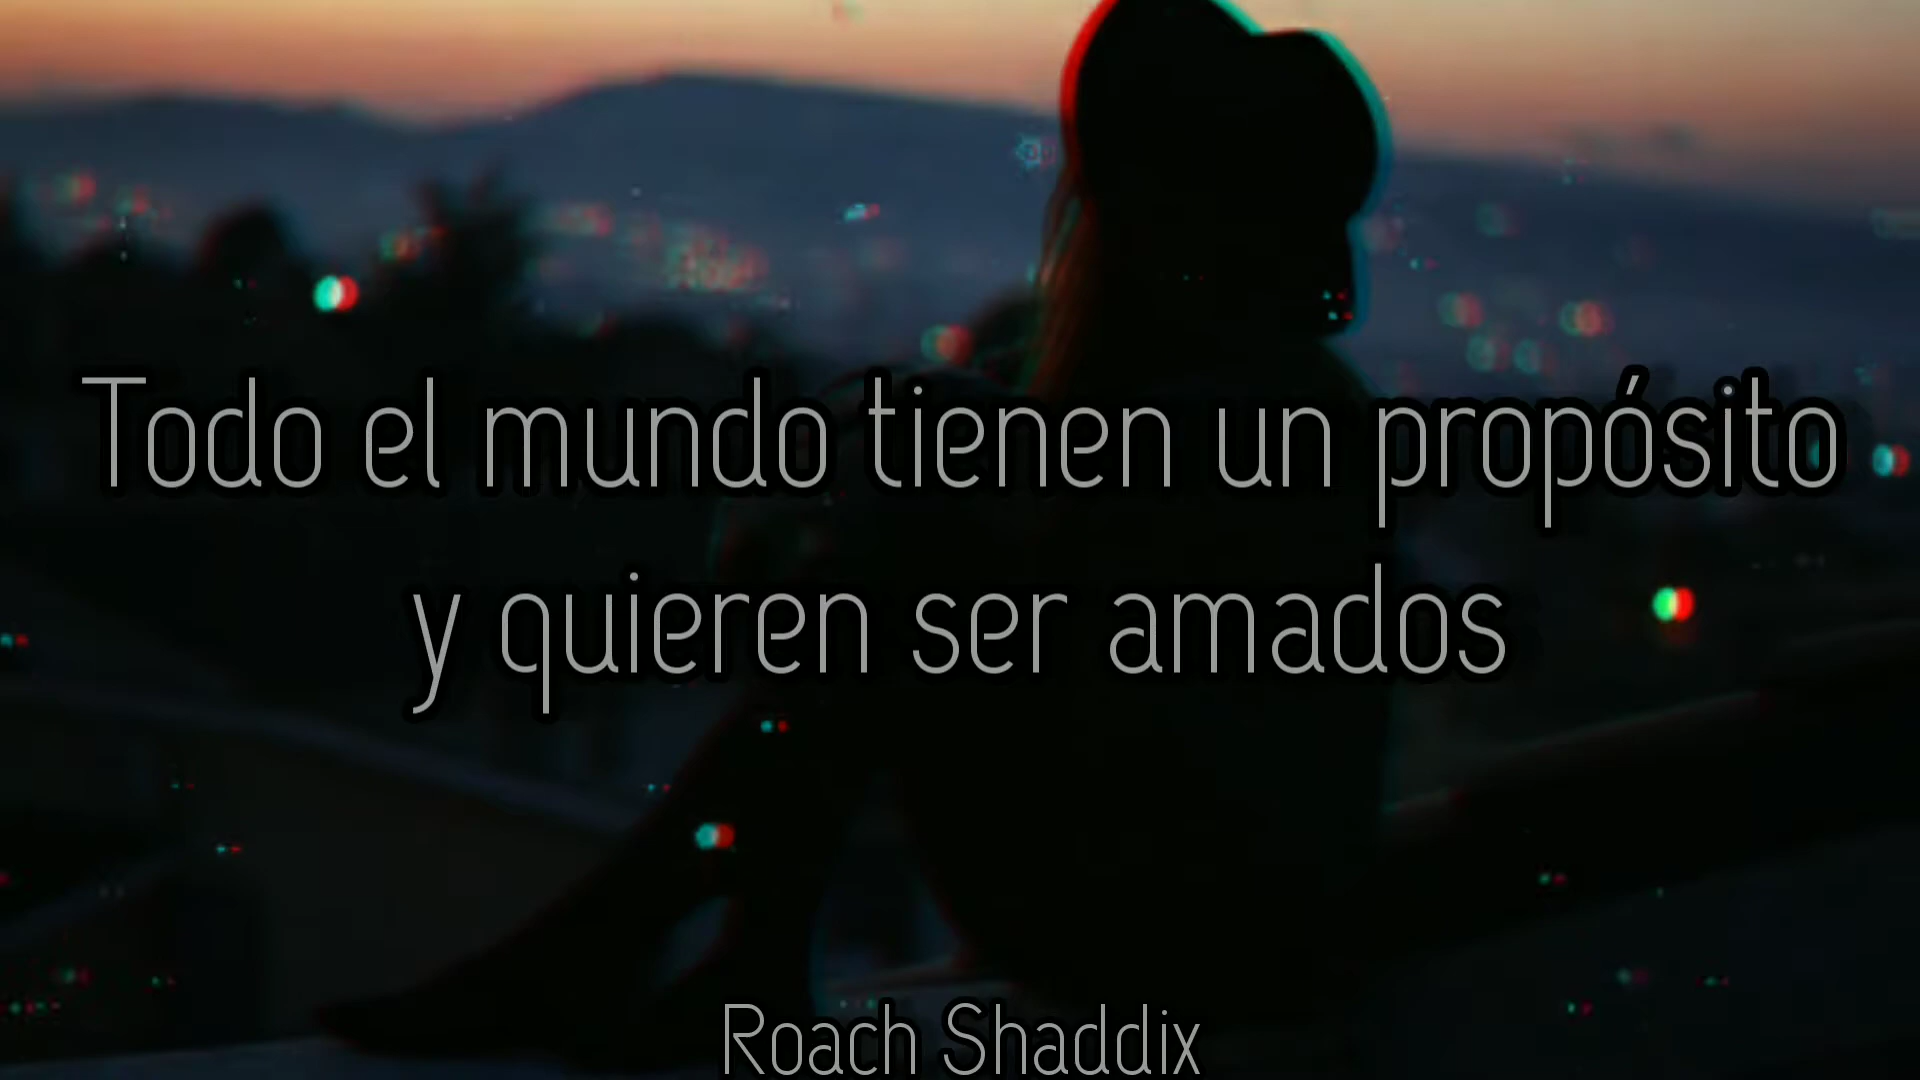 Todo el mundo tienen un propósito
y quieren ser amados
Roach Shaddix